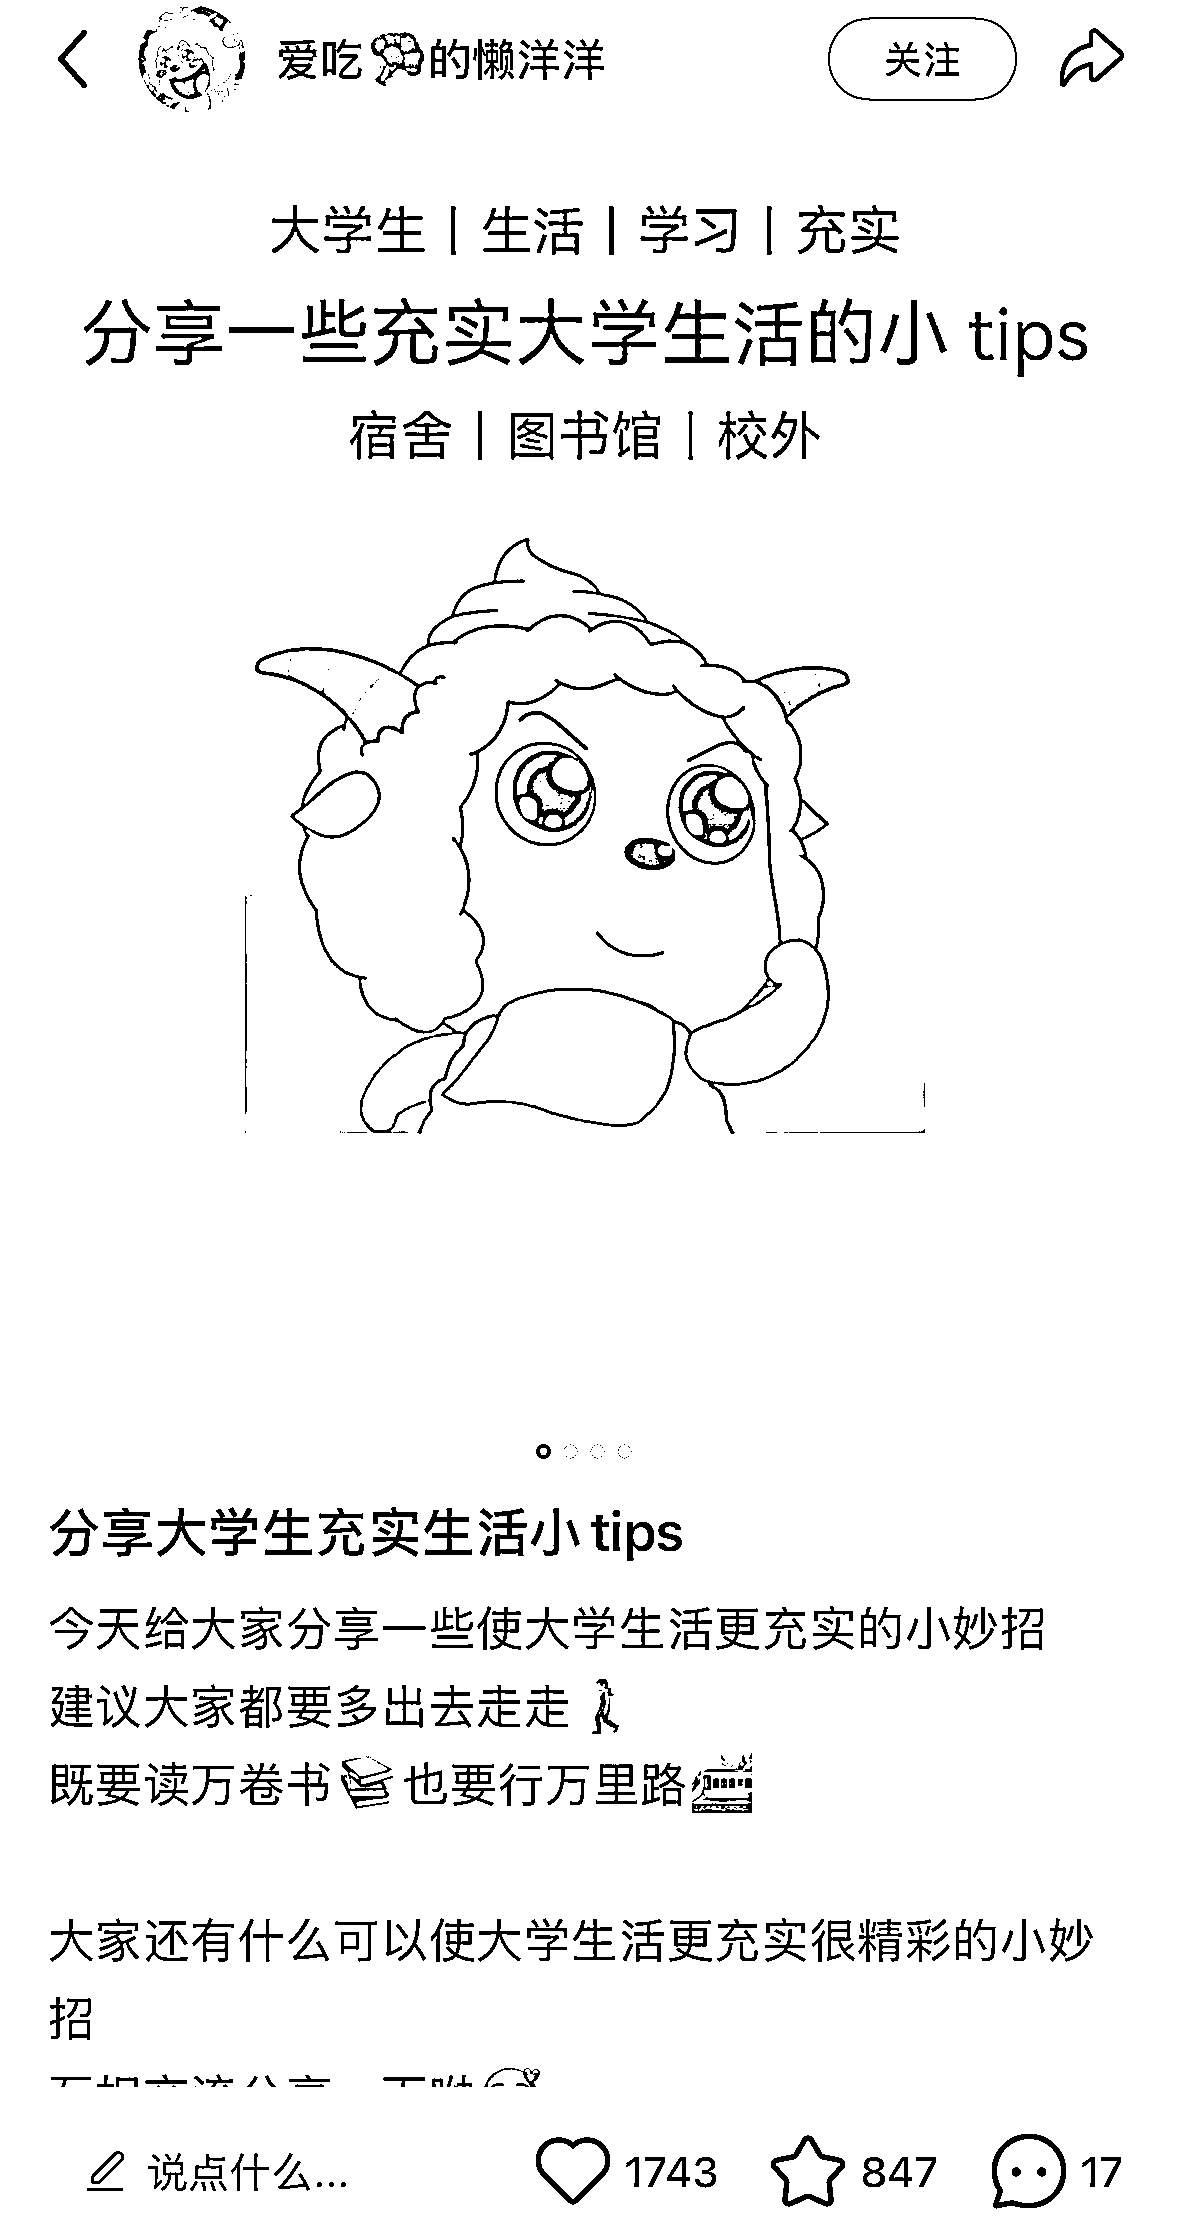 爱吃🥦的懒洋洋 关注
大学生｜生活｜学习｜充实
分享一些充实大学生活的小 tips
宿舍｜图书馆｜校外
分享大学生充实生活小tips
今天给大家分享一些使大学生活更充实的小妙招
建议大家都要多出去走走🚶
既要读万卷书📚也要行万里路🚞
大家还有什么可以使大学生活更充实很精彩的小妙
招
说点什么... 1743 847 17